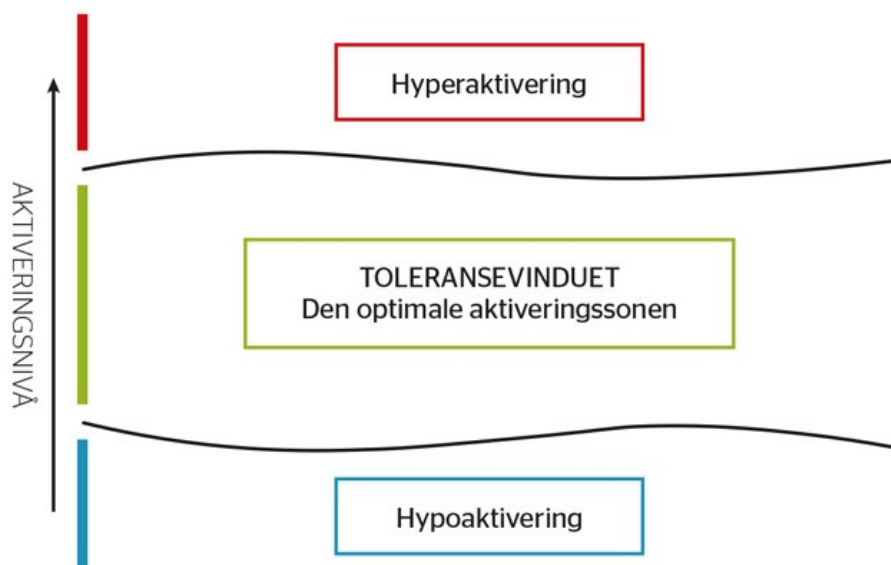 Hyperaktivering
AKTIVERINGSNIVÅ
TOLERANSEVINDUET
Den optimale aktiveringssonen
Hypoaktivering